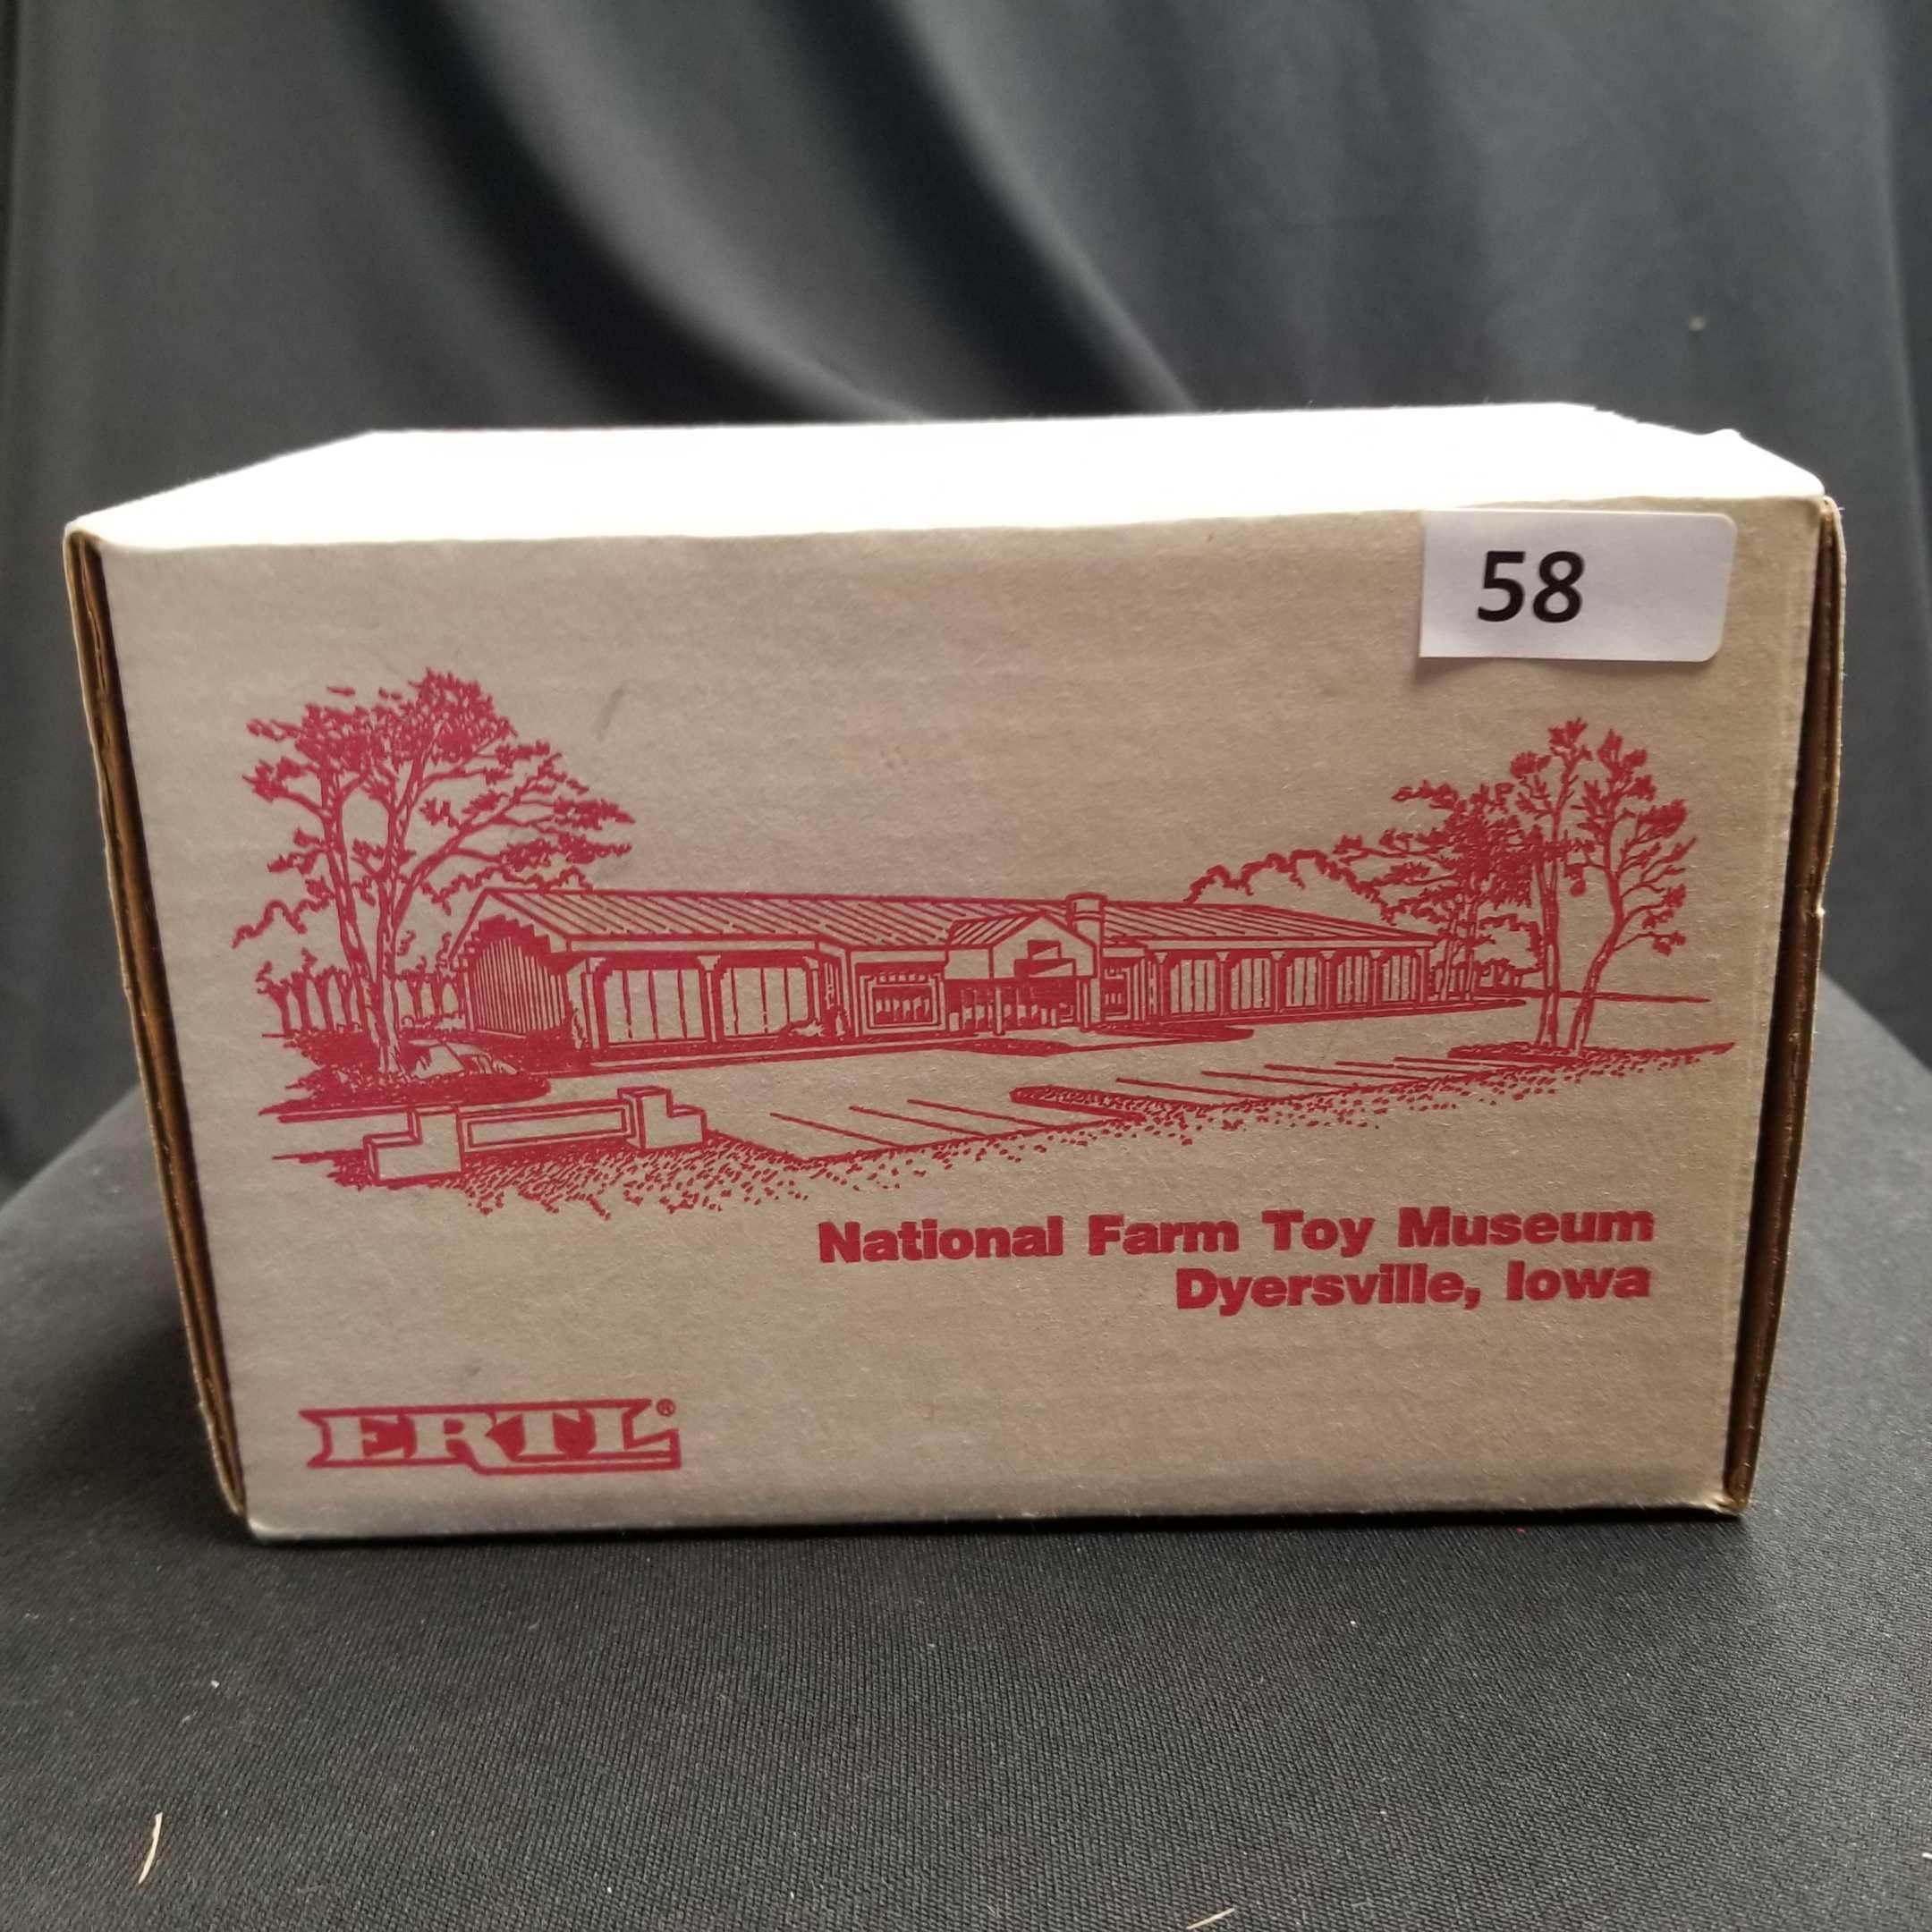 58
National Farm Toy Museum
Dyersville, Iowa
ERTL®